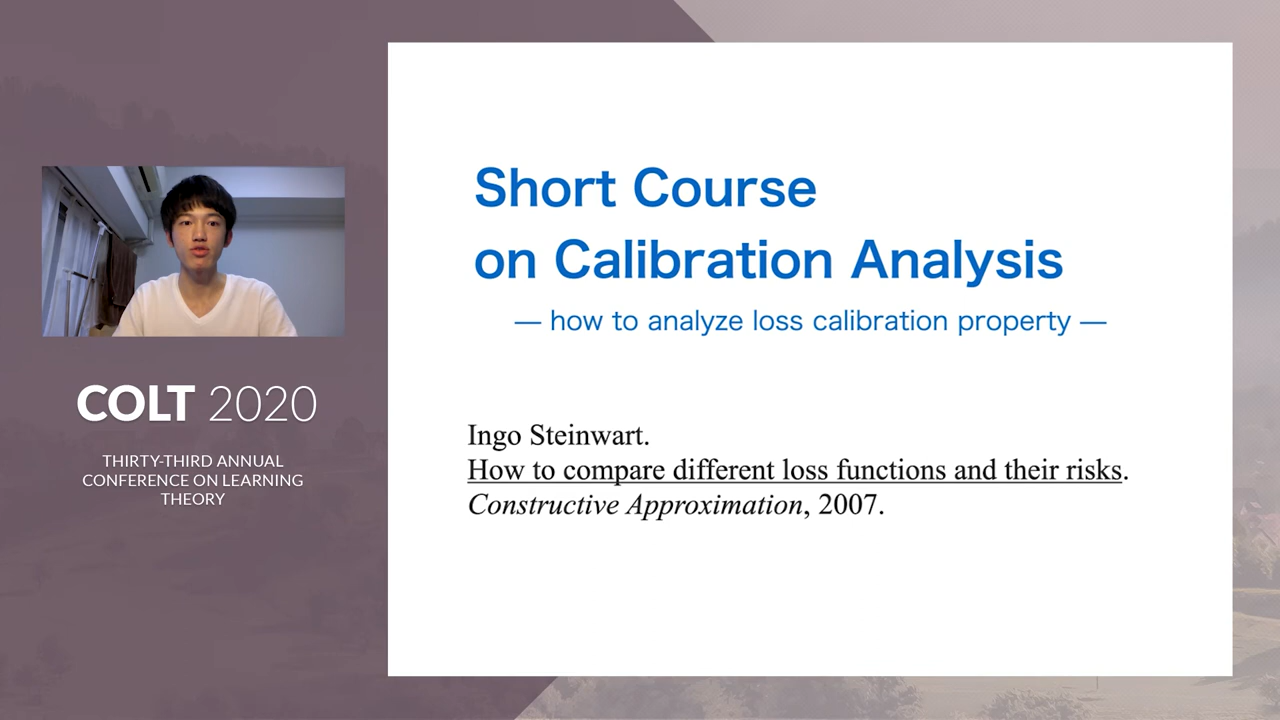 Short Course
on Calibration Analysis
— how to analyze loss calibration property —
Ingo Steinwart.
How to compare different loss functions and their risks.
Constructive Approximation, 2007.
COLT 2020
THIRTY-THIRD ANNUAL
CONFERENCE ON LEARNING
THEORY